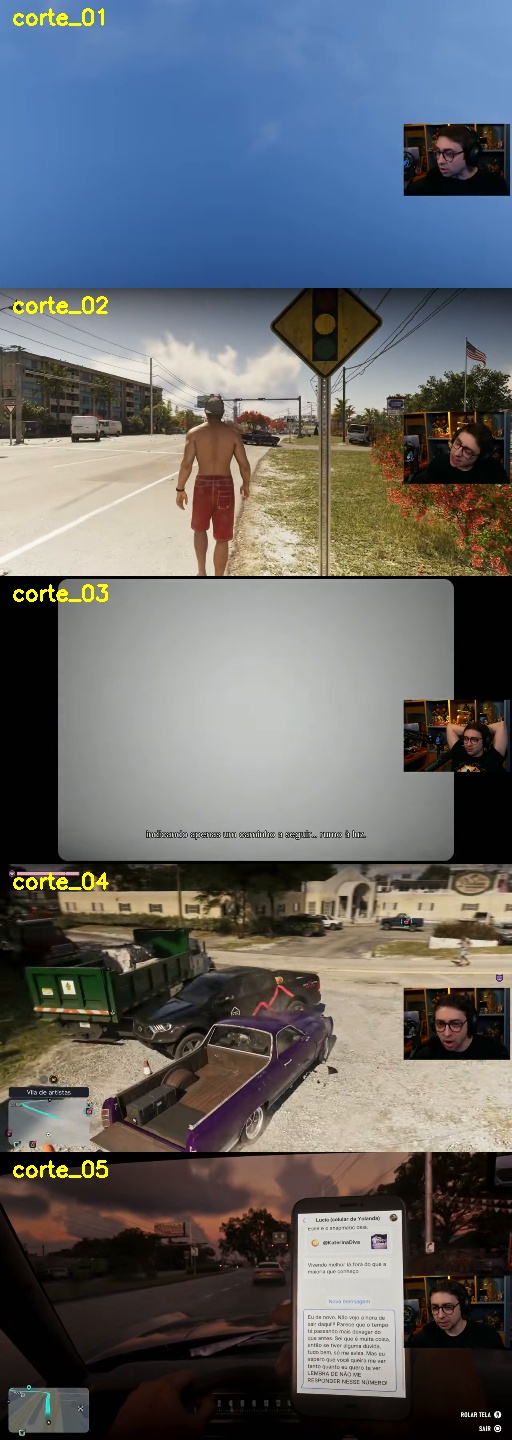 corte_01
corte_02
corte_03
indicando apenas um caminho a seguir... rumo à luz.
corte_04
Vila de artistas
corte_05
Lucia (celular da Yolanda)
Esse é o anagmatic dela:
@KaterinaDiva
Vivendo melhor lá fora do que a
maioria que conheço
Nova mensagem
Eu de novo. Não vejo a hora de
sair daqui!! Parece que o tempo
tá passando mais devagar do
que antes. Sei que é muita coisa,
então se tiver alguma dúvida,
tudo bem, só me avisa. Mas eu
espero que você queira me ver
tanto quanto eu quero te ver.
LEMBRA DE NÃO ME
RESPONDER NESSE NÚMERO!
ROLAR TELA
SAIR